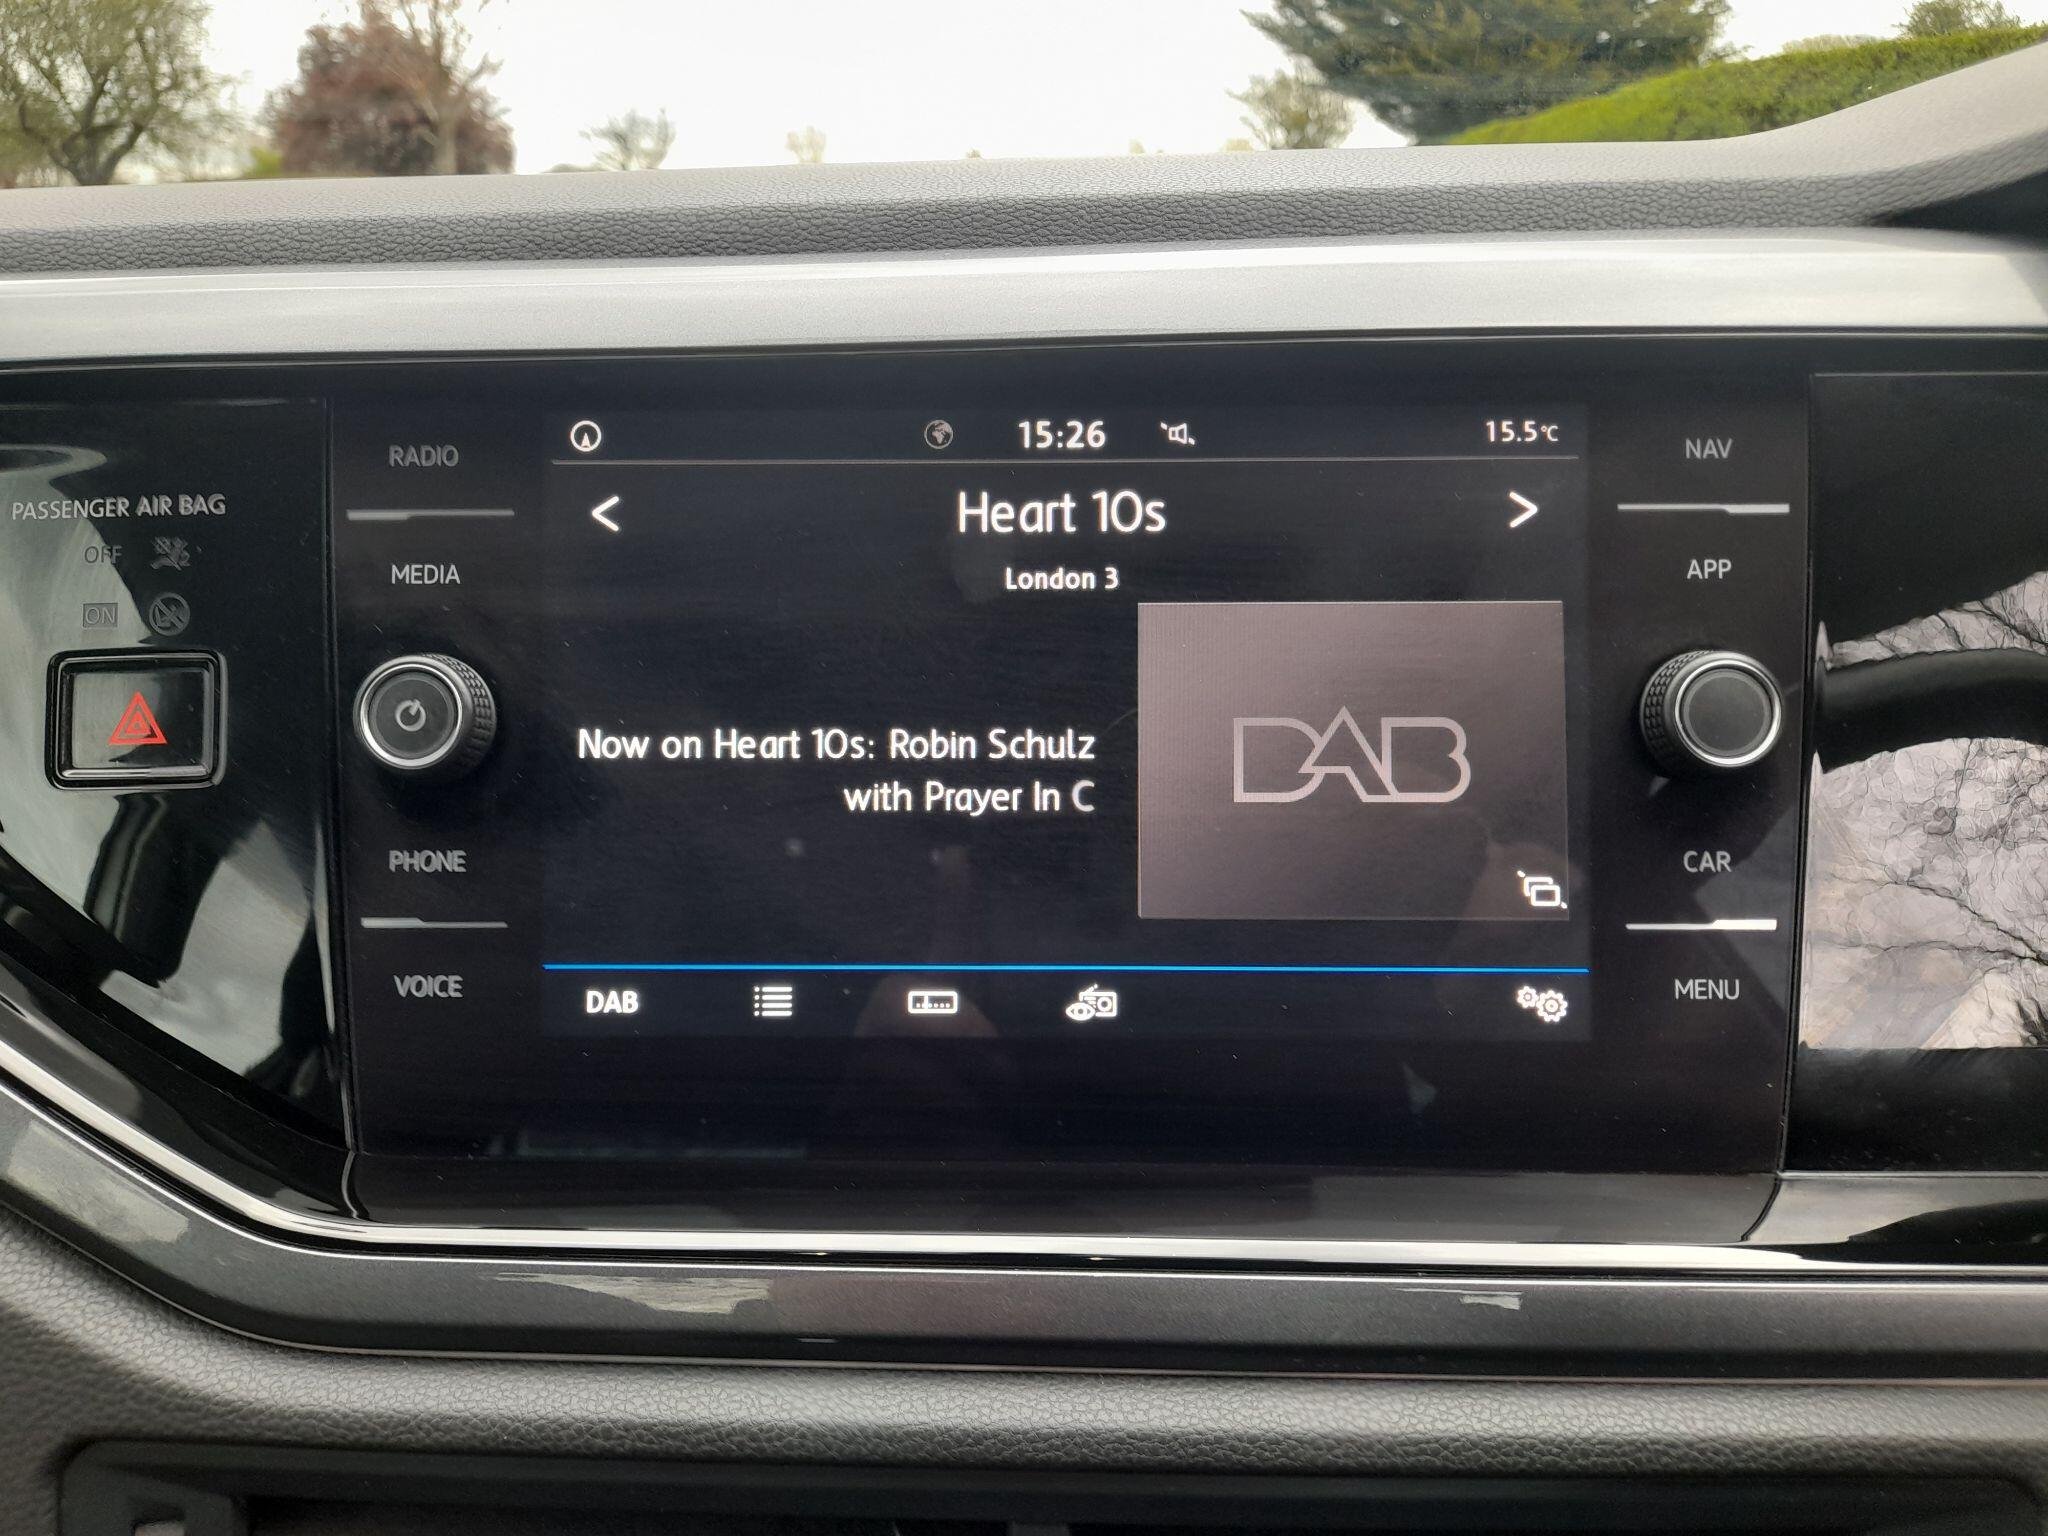 PASSENGER AIR BAG
OFF
ON
RADIO
MEDIA
PHONE
VOICE
15:26
15.5°C
< Heart 10s >
London 3
Now on Heart 10s: Robin Schulz
with Prayer In C
DAB
DAB
NAV
APP
CAR
MENU